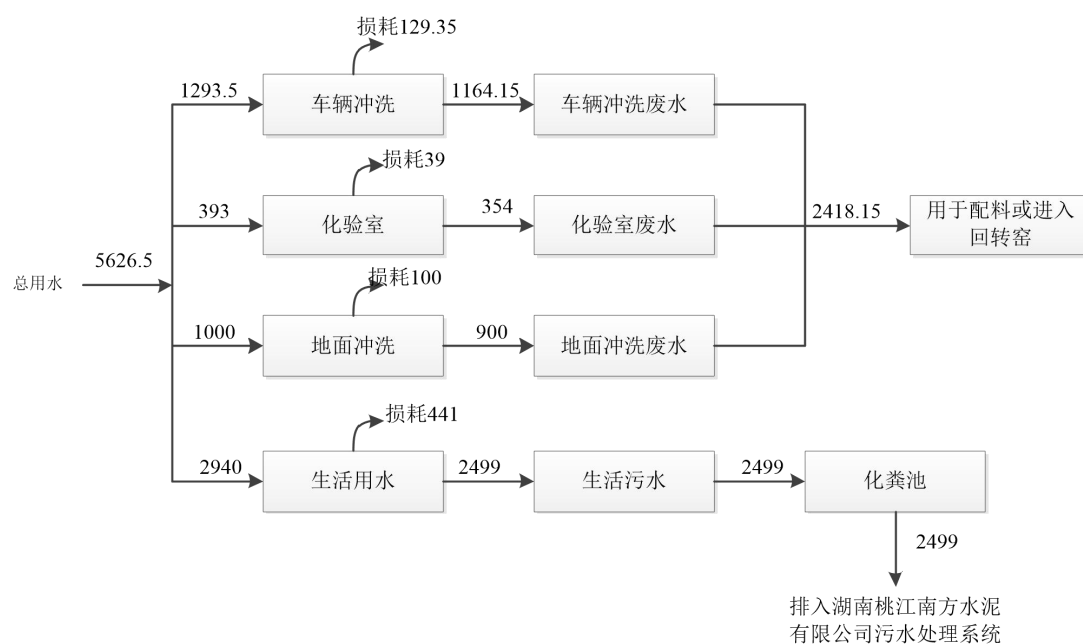 损耗129.35
1293.5
车辆冲洗
1164.15
车辆冲洗废水
损耗39
393
化验室
354
化验室废水
2418.15
用于配料或进入
回转窑
总用水
5626.5
损耗100
1000
地面冲洗
900
地面冲洗废水
损耗441
2940
生活用水
2499
生活污水
2499
化粪池
2499
排入湖南桃江南方水泥
有限公司污水处理系统